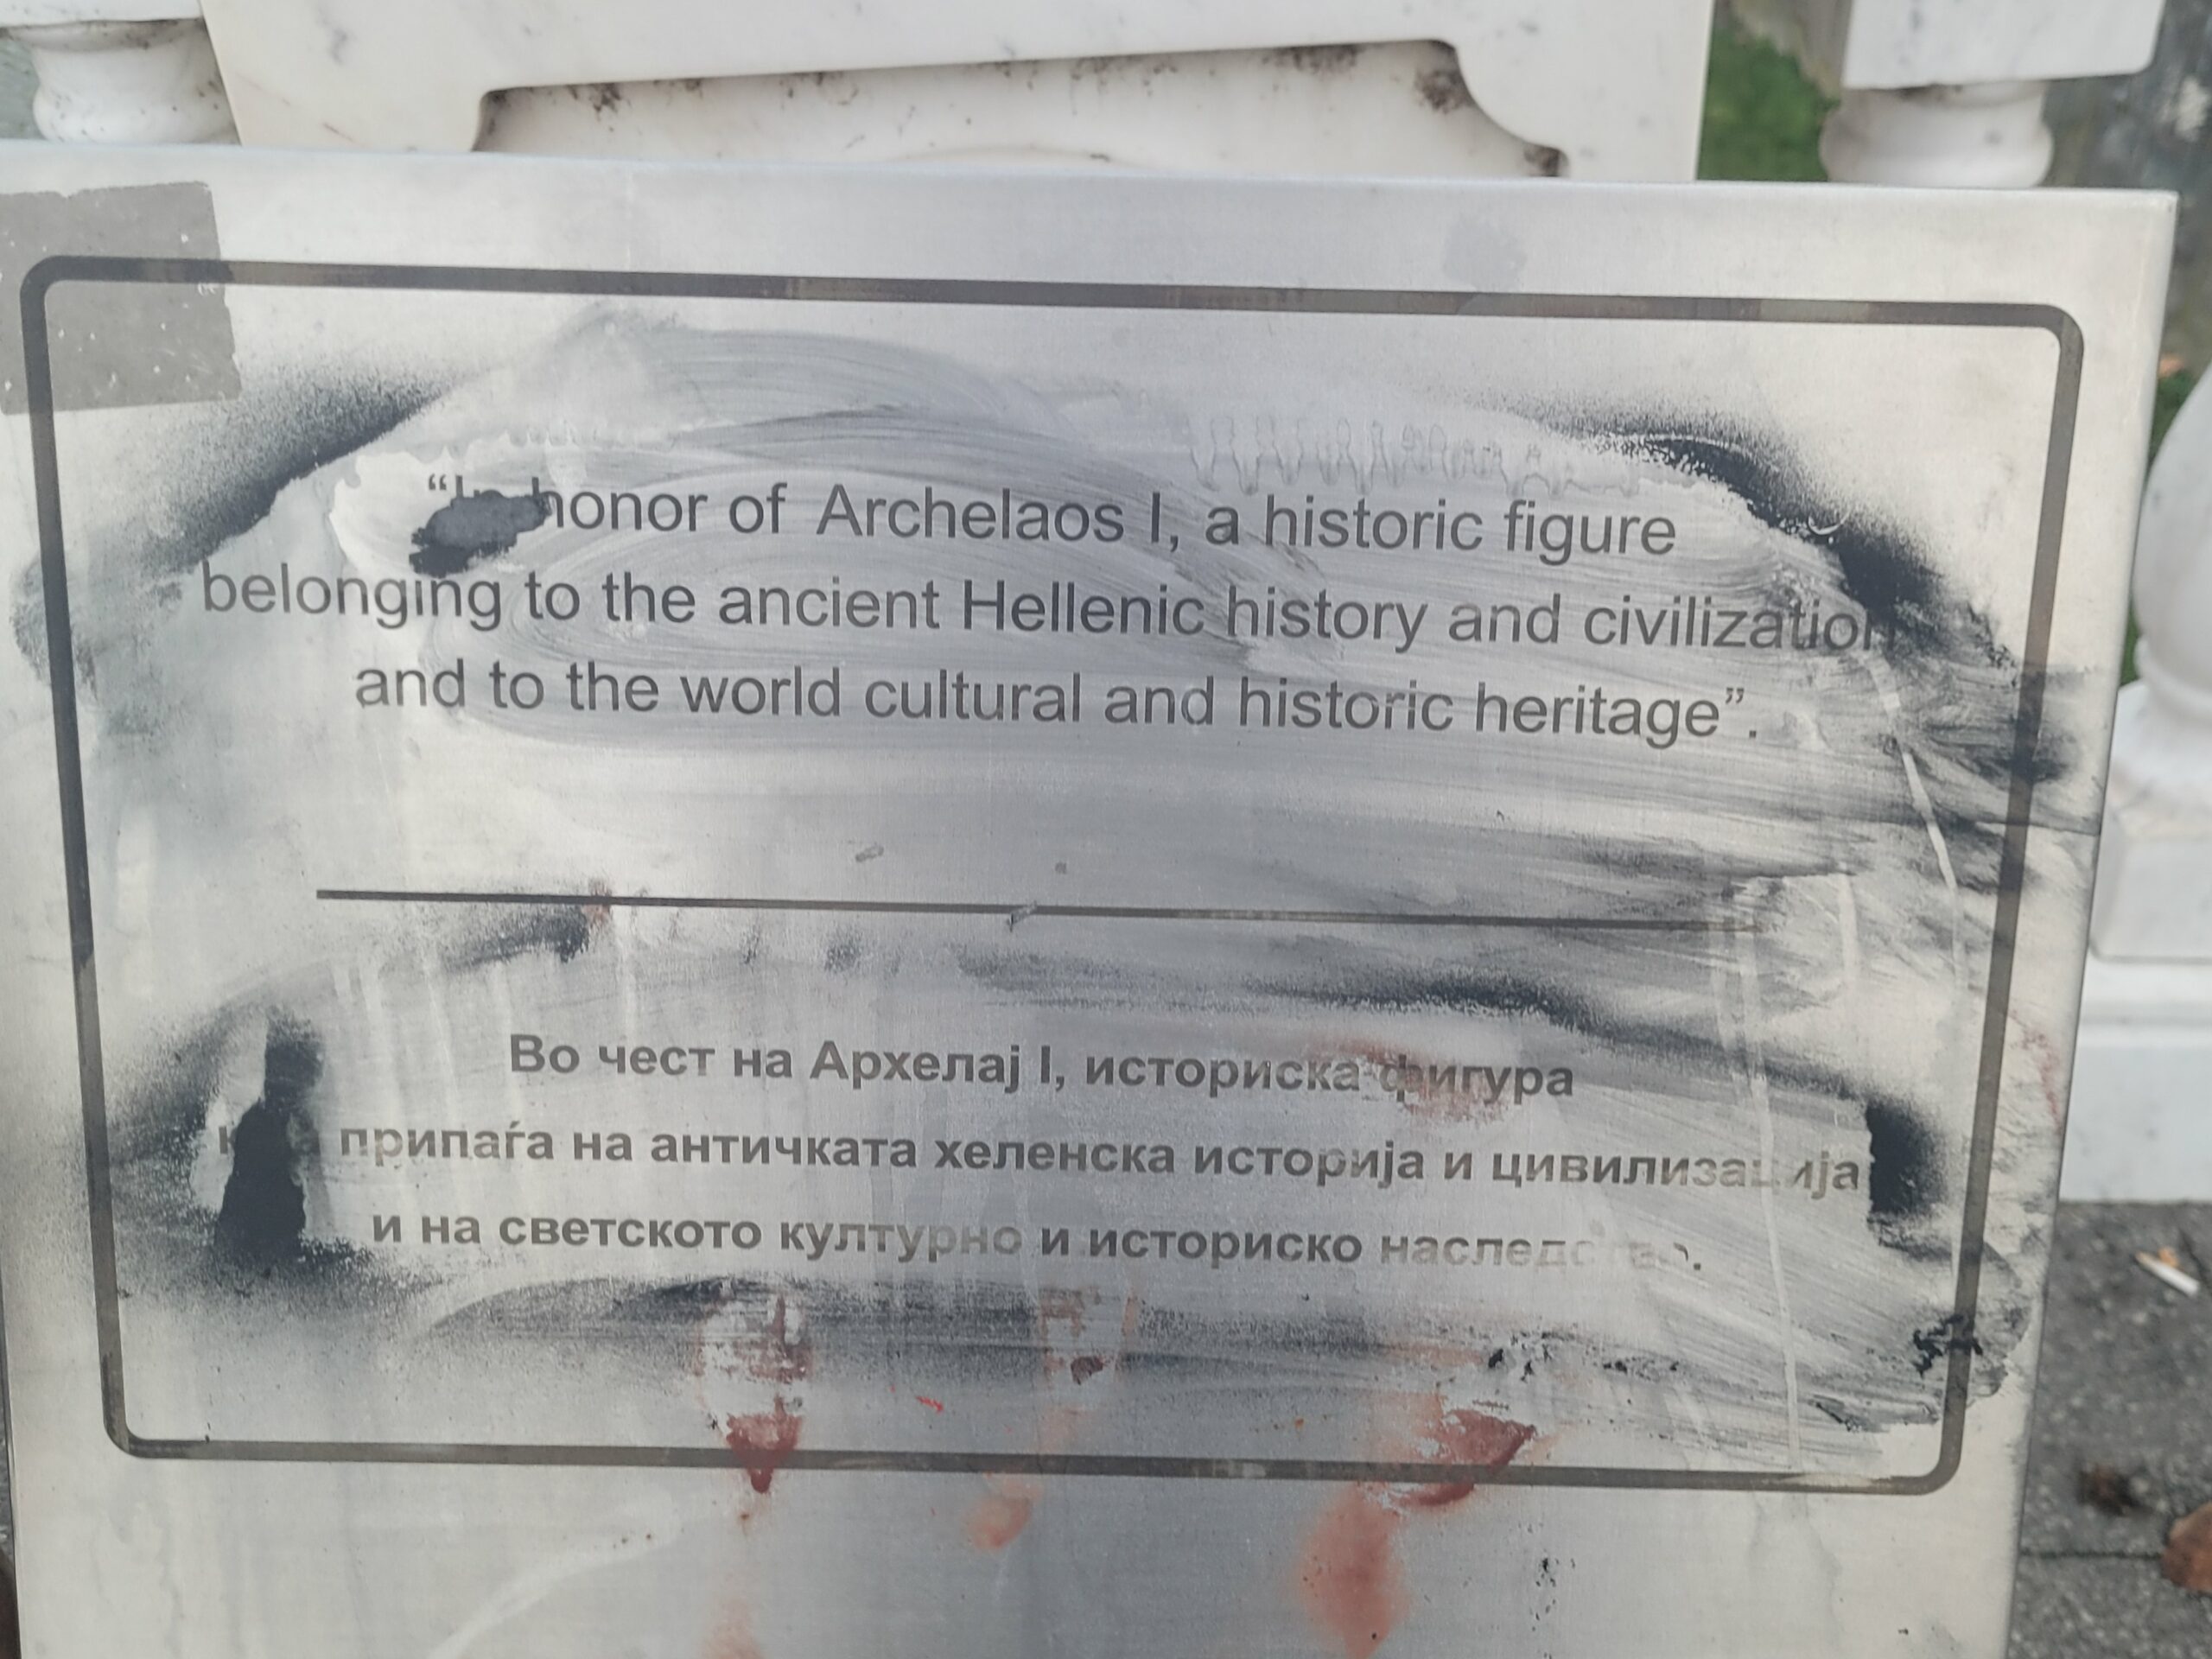 “In honor of Archelaos I, a historic figure
belonging to the ancient Hellenic history and civilization
and to the world cultural and historic heritage”.
Во чест на Архелај I, историска фигура
припаѓа на античката хеленска историја и цивилизација
и на светското културно и историско наследство.